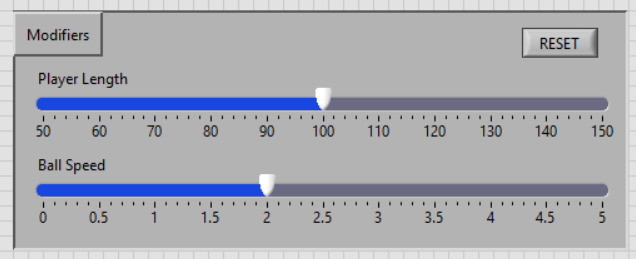 Modifiers
RESET
Player Length
50 60 70 80 90 100 110 120 130 140 150
Ball Speed
0 0.5 1 1.5 2 2.5 3 3.5 4 4.5 5